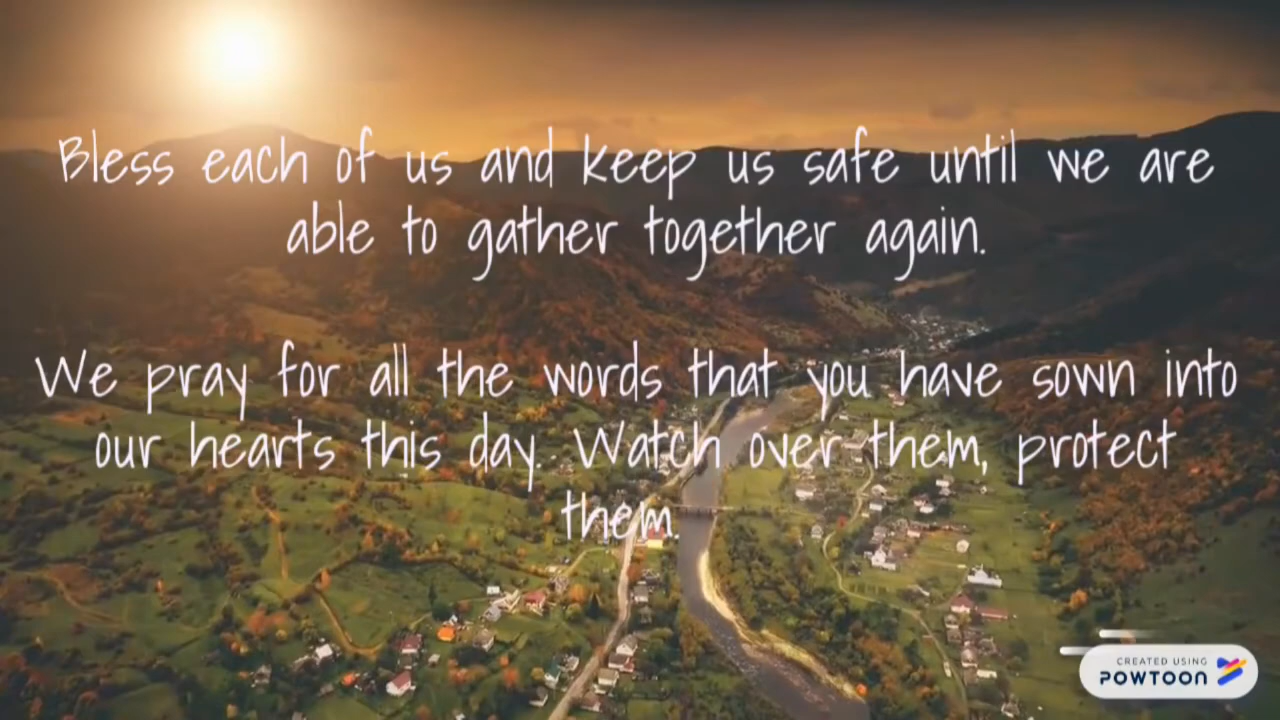 Bless each of us and keep us safe until we are
able to gather together again.
We pray for all the words that you have sown into
our hearts this day. Watch over them, protect
them.
CREATED USING
POWTOON